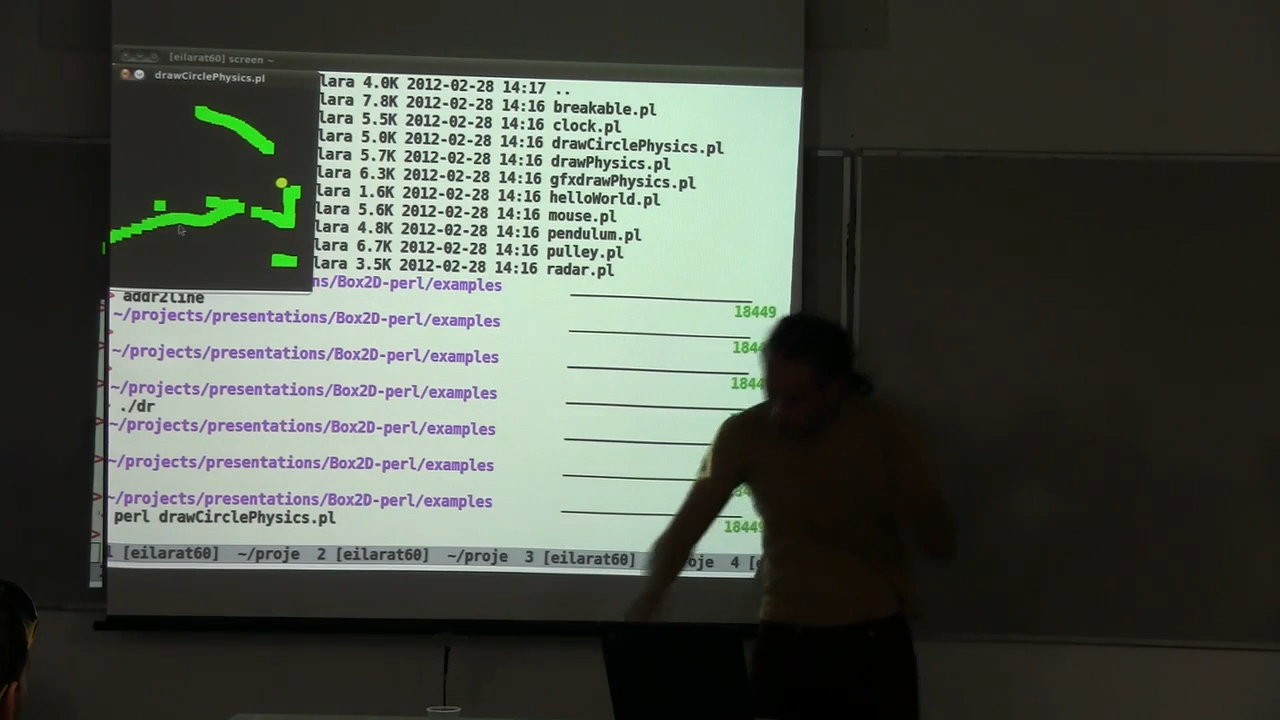 [eilarat60] screen ~
drawCirclePhysics.pl
lara 4.0K 2012-02-28 14:17 ..
lara 7.8K 2012-02-28 14:16 breakable.pl
lara 5.5K 2012-02-28 14:16 clock.pl
lara 5.0K 2012-02-28 14:16 drawCirclePhysics.pl
lara 5.7K 2012-02-28 14:16 drawPhysics.pl
lara 6.3K 2012-02-28 14:16 gfxdrawPhysics.pl
lara 1.6K 2012-02-28 14:16 helloWorld.pl
lara 5.6K 2012-02-28 14:16 mouse.pl
lara 4.8K 2012-02-28 14:16 pendulum.pl
lara 6.7K 2012-02-28 14:16 pulley.pl
lara 3.5K 2012-02-28 14:16 radar.pl
ns/Box2D-perl/examples
> addr2line 18449
~/projects/presentations/Box2D-perl/examples
> 1844
~/projects/presentations/Box2D-perl/examples
> 1844
~/projects/presentations/Box2D-perl/examples
> ./dr
~/projects/presentations/Box2D-perl/examples
>
~/projects/presentations/Box2D-perl/examples
>
~/projects/presentations/Box2D-perl/examples
perl drawCirclePhysics.pl 18449
>
1 [eilarat60] ~/proje 2 [eilarat60] ~/proje 3 [eilarat60] oje 4 [e